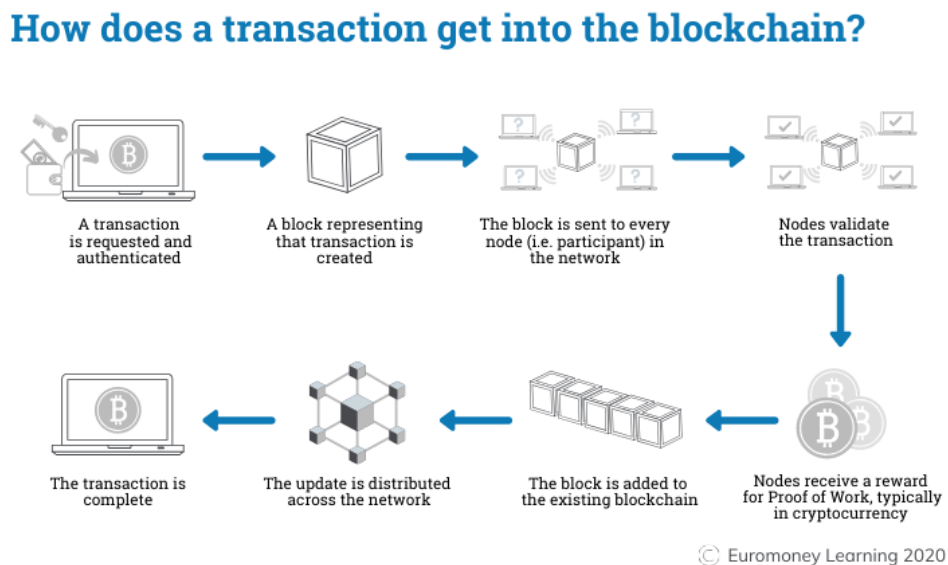 How does a transaction get into the blockchain?
A transaction
is requested and
authenticated
A block representing
that transaction is
created
The block is sent to every
node (i.e. participant) in
the network
Nodes validate
the transaction
Nodes receive a reward
for Proof of Work, typically
in cryptocurrency
The block is added to
the existing blockchain
The update is distributed
across the network
The transaction is
complete
© Euromoney Learning 2020